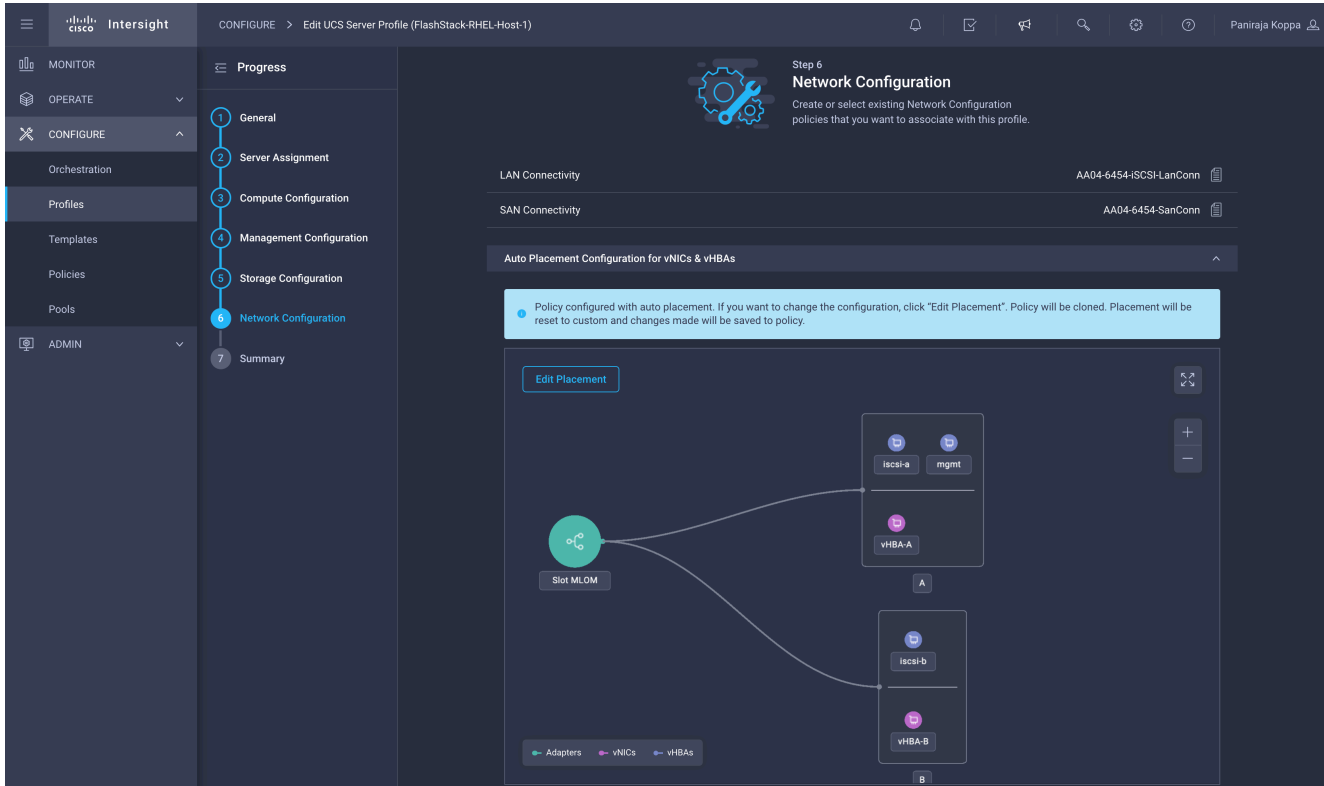 cisco Intersight
CONFIGURE > Edit UCS Server Profile (FlashStack-RHEL-Host-1)
Paniraja Koppa
MONITOR
OPERATE
CONFIGURE
Orchestration
Profiles
Templates
Policies
Pools
ADMIN
Progress
1 General
2 Server Assignment
3 Compute Configuration
4 Management Configuration
5 Storage Configuration
6 Network Configuration
7 Summary
Step 6
Network Configuration
Create or select existing Network Configuration
policies that you want to associate with this profile.
LAN Connectivity AA04-6454-iSCSI-LanConn
SAN Connectivity AA04-6454-SanConn
Auto Placement Configuration for vNICs & vHBAs
Policy configured with auto placement. If you want to change the configuration, click “Edit Placement”. Policy will be cloned. Placement will be
reset to custom and changes made will be saved to policy.
Edit Placement
iscsi-a mgmt
vHBA-A
A
Slot MLOM
iscsi-b
vHBA-B
B
Adapters vNICs vHBAs